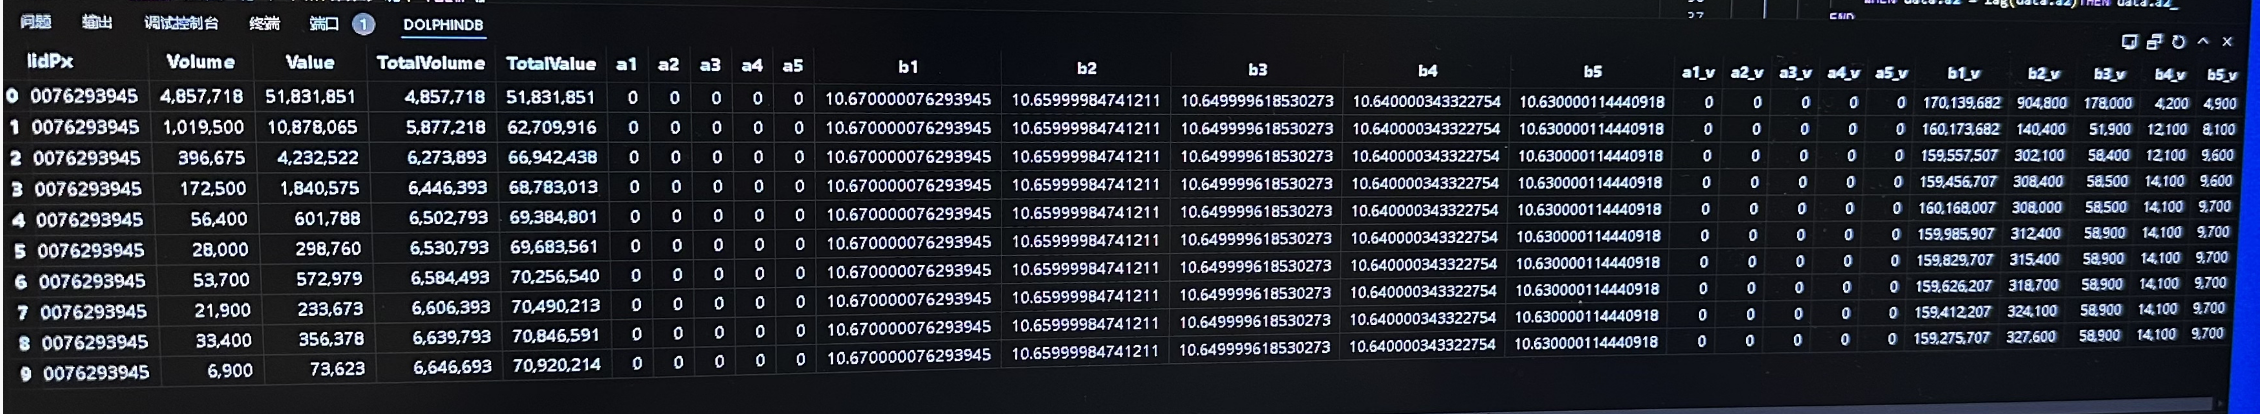 问题 输出 调试控制台 终端 端口 1 DOLPHINDB
lidPx Volume Value TotalVolume TotalValue a1 a2 a3 a4 a5 b1 b2 b3 b4 b5 a1_v a2_v a3_v a4_v a5_v b1_v b2_v b3_v b4_v b5_v
0 0076293945 4,857,718 51,831,851 4,857,718 51,831,851 0 0 0 0 0 10.670000076293945 10.65999984741211 10.649999618530273 10.640000343322754 10.630000114440918 0 0 0 0 0 170,139,682 904,800 178,000 4,200 4,900
1 0076293945 1,019,500 10,878,065 5,877,218 62,709,916 0 0 0 0 0 10.670000076293945 10.65999984741211 10.649999618530273 10.640000343322754 10.630000114440918 0 0 0 0 0 160,173,682 140,400 51,900 12,100 8,100
2 0076293945 396,675 4,232,522 6,273,893 66,942,438 0 0 0 0 0 10.670000076293945 10.65999984741211 10.649999618530273 10.640000343322754 10.630000114440918 0 0 0 0 0 159,557,507 302,100 58,400 12,100 9,600
3 0076293945 172,500 1,840,575 6,446,393 68,783,013 0 0 0 0 0 10.670000076293945 10.65999984741211 10.649999618530273 10.640000343322754 10.630000114440918 0 0 0 0 0 159,456,707 308,400 58,500 14,100 9,600
4 0076293945 56,400 601,788 6,502,793 69,384,801 0 0 0 0 0 10.670000076293945 10.65999984741211 10.649999618530273 10.640000343322754 10.630000114440918 0 0 0 0 0 160,168,007 308,000 58,500 14,100 9,700
5 0076293945 28,000 298,760 6,530,793 69,683,561 0 0 0 0 0 10.670000076293945 10.65999984741211 10.649999618530273 10.640000343322754 10.630000114440918 0 0 0 0 0 159,985,907 312,400 58,900 14,100 9,700
6 0076293945 53,700 572,979 6,584,493 70,256,540 0 0 0 0 0 10.670000076293945 10.65999984741211 10.649999618530273 10.640000343322754 10.630000114440918 0 0 0 0 0 159,829,707 315,400 58,900 14,100 9,700
7 0076293945 21,900 233,673 6,606,393 70,490,213 0 0 0 0 0 10.670000076293945 10.65999984741211 10.649999618530273 10.640000343322754 10.630000114440918 0 0 0 0 0 159,626,207 318,700 58,900 14,100 9,700
8 0076293945 33,400 356,378 6,639,793 70,846,591 0 0 0 0 0 10.670000076293945 10.65999984741211 10.649999618530273 10.640000343322754 10.630000114440918 0 0 0 0 0 159,412,207 324,100 58,900 14,100 9,700
9 0076293945 6,900 73,623 6,646,693 70,920,214 0 0 0 0 0 10.670000076293945 10.65999984741211 10.649999618530273 10.640000343322754 10.630000114440918 0 0 0 0 0 159,275,707 327,600 58,900 14,100 9,700